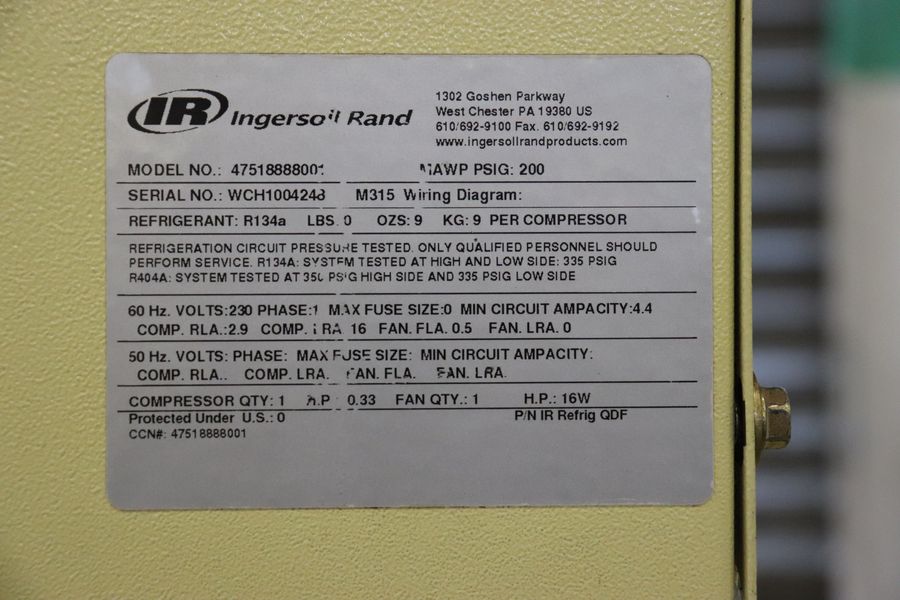 IR Ingersoll Rand
1302 Goshen Parkway
West Chester PA 19380 US
610/692-9100 Fax. 610/692-9192
www.ingersollrandproducts.com
MODEL NO.: 47518888001 MAWP PSIG: 200
SERIAL NO.: WCH1004248 M315 Wiring Diagram:
REFRIGERANT: R134a LBS. 0 OZS: 9 KG: 9 PER COMPRESSOR
REFRIGERATION CIRCUIT PRESSURE TESTED. ONLY QUALIFIED PERSONNEL SHOULD
PERFORM SERVICE. R134A: SYSTEM TESTED AT HIGH AND LOW SIDE: 335 PSIG
R404A: SYSTEM TESTED AT 350 PSIG HIGH SIDE AND 335 PSIG LOW SIDE
60 Hz. VOLTS:230 PHASE:1 MAX FUSE SIZE:0 MIN CIRCUIT AMPACITY:4.4
COMP. RLA.:2.9 COMP. LRA 16 FAN. FLA. 0.5 FAN. LRA. 0
50 Hz. VOLTS: PHASE: MAX FUSE SIZE: MIN CIRCUIT AMPACITY:
COMP. RLA.. COMP. LRA. FAN. FLA. FAN. LRA.
COMPRESSOR QTY: 1 H.P.: 0.33 FAN QTY.: 1 H.P.: 16W
Protected Under U.S.: 0 P/N IR Refrig QDF
CCN#: 47518888001